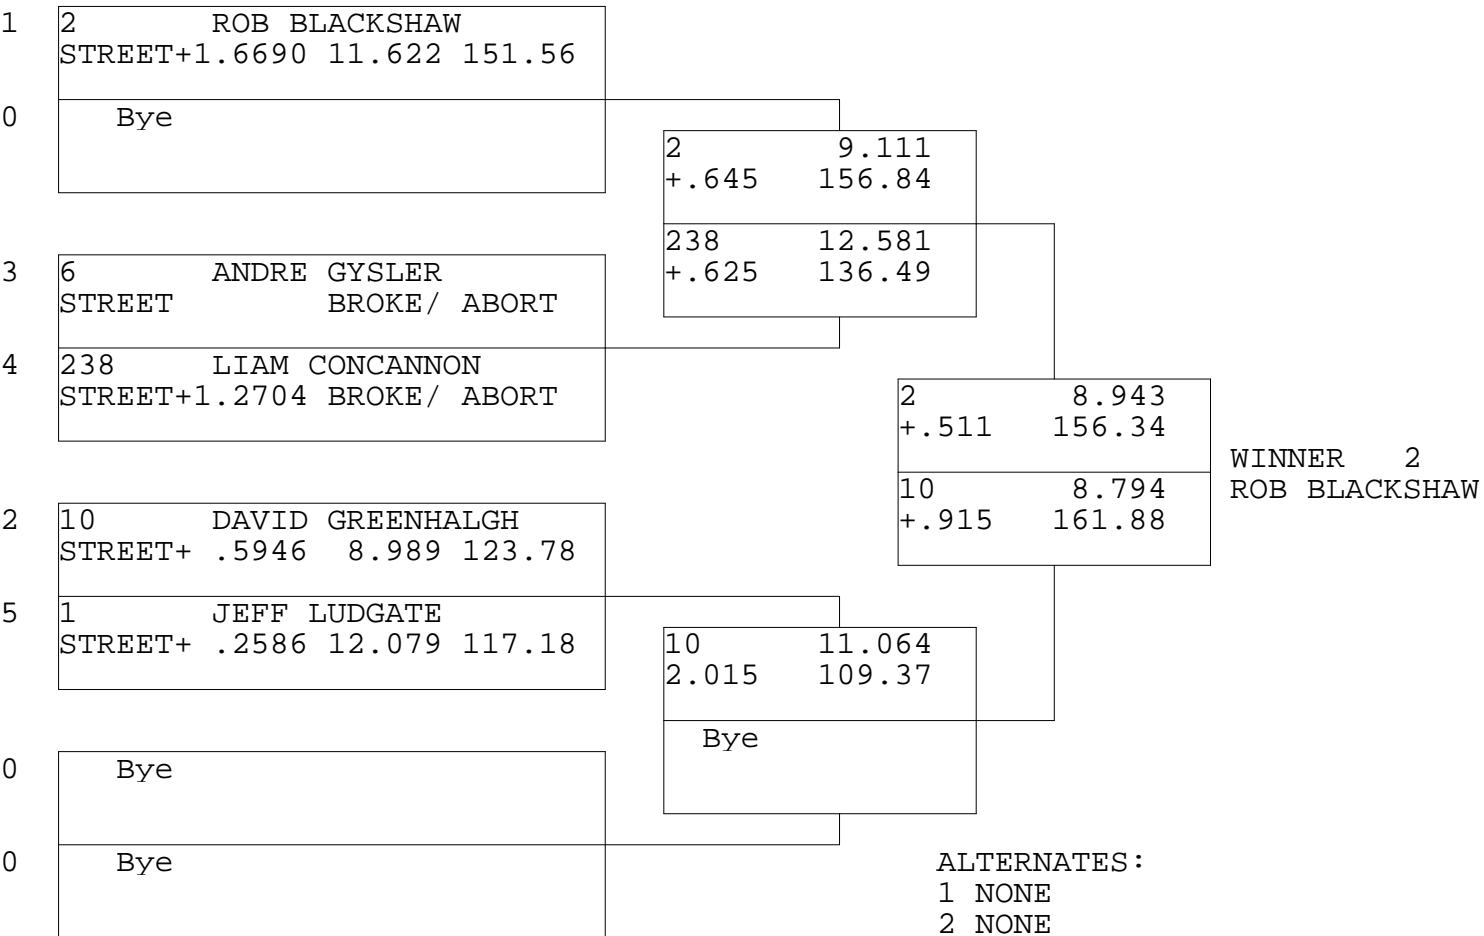 1 2 ROB BLACKSHAW
STREET+1.6690 11.622 151.56
0 Bye
2 9.111
+.645 156.84
238 12.581
+.625 136.49
3 6 ANDRE GYSLER
STREET BROKE/ ABORT
4 238 LIAM CONCANNON
STREET+1.2704 BROKE/ ABORT
2 8.943
+.511 156.34
10 8.794
+.915 161.88
WINNER 2
ROB BLACKSHAW
2 10 DAVID GREENHALGH
STREET+ .5946 8.989 123.78
5 1 JEFF LUDGATE
STREET+ .2586 12.079 117.18
10 11.064
2.015 109.37
Bye
0 Bye
0 Bye
ALTERNATES:
1 NONE
2 NONE